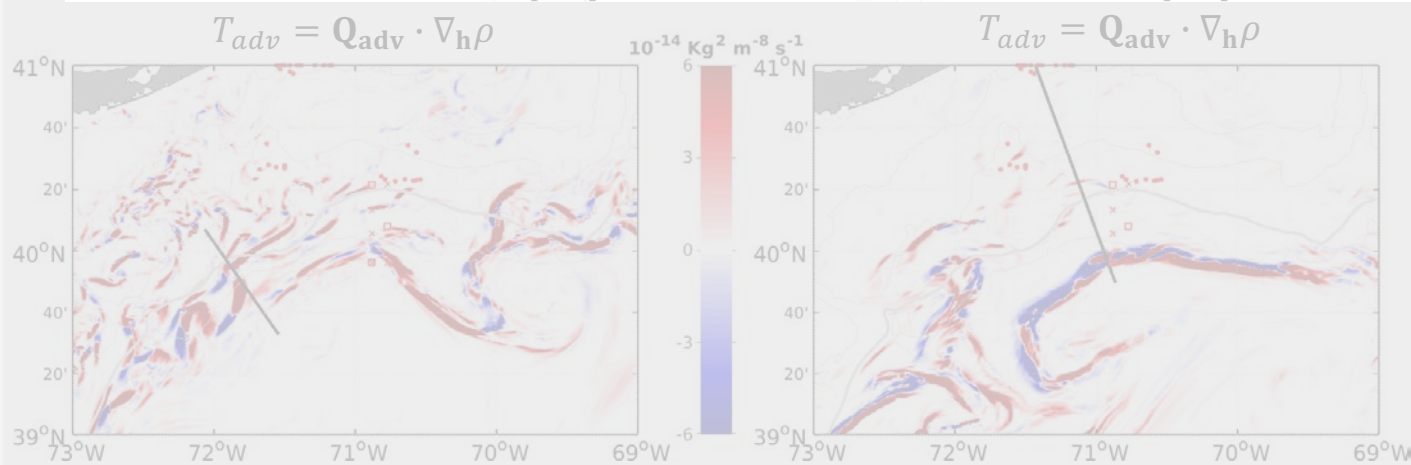 T_adv = Q_adv · ∇_h ρ
T_adv = Q_adv · ∇_h ρ
10⁻¹⁴ Kg² m⁻⁸ s⁻¹
41°N
40'
20'
40°N
40'
20'
39°N
73°W 72°W 71°W 70°W 69°W
6
3
0
-3
-6
41°N
40'
20'
40°N
40'
20'
39°N
73°W 72°W 71°W 70°W 69°W